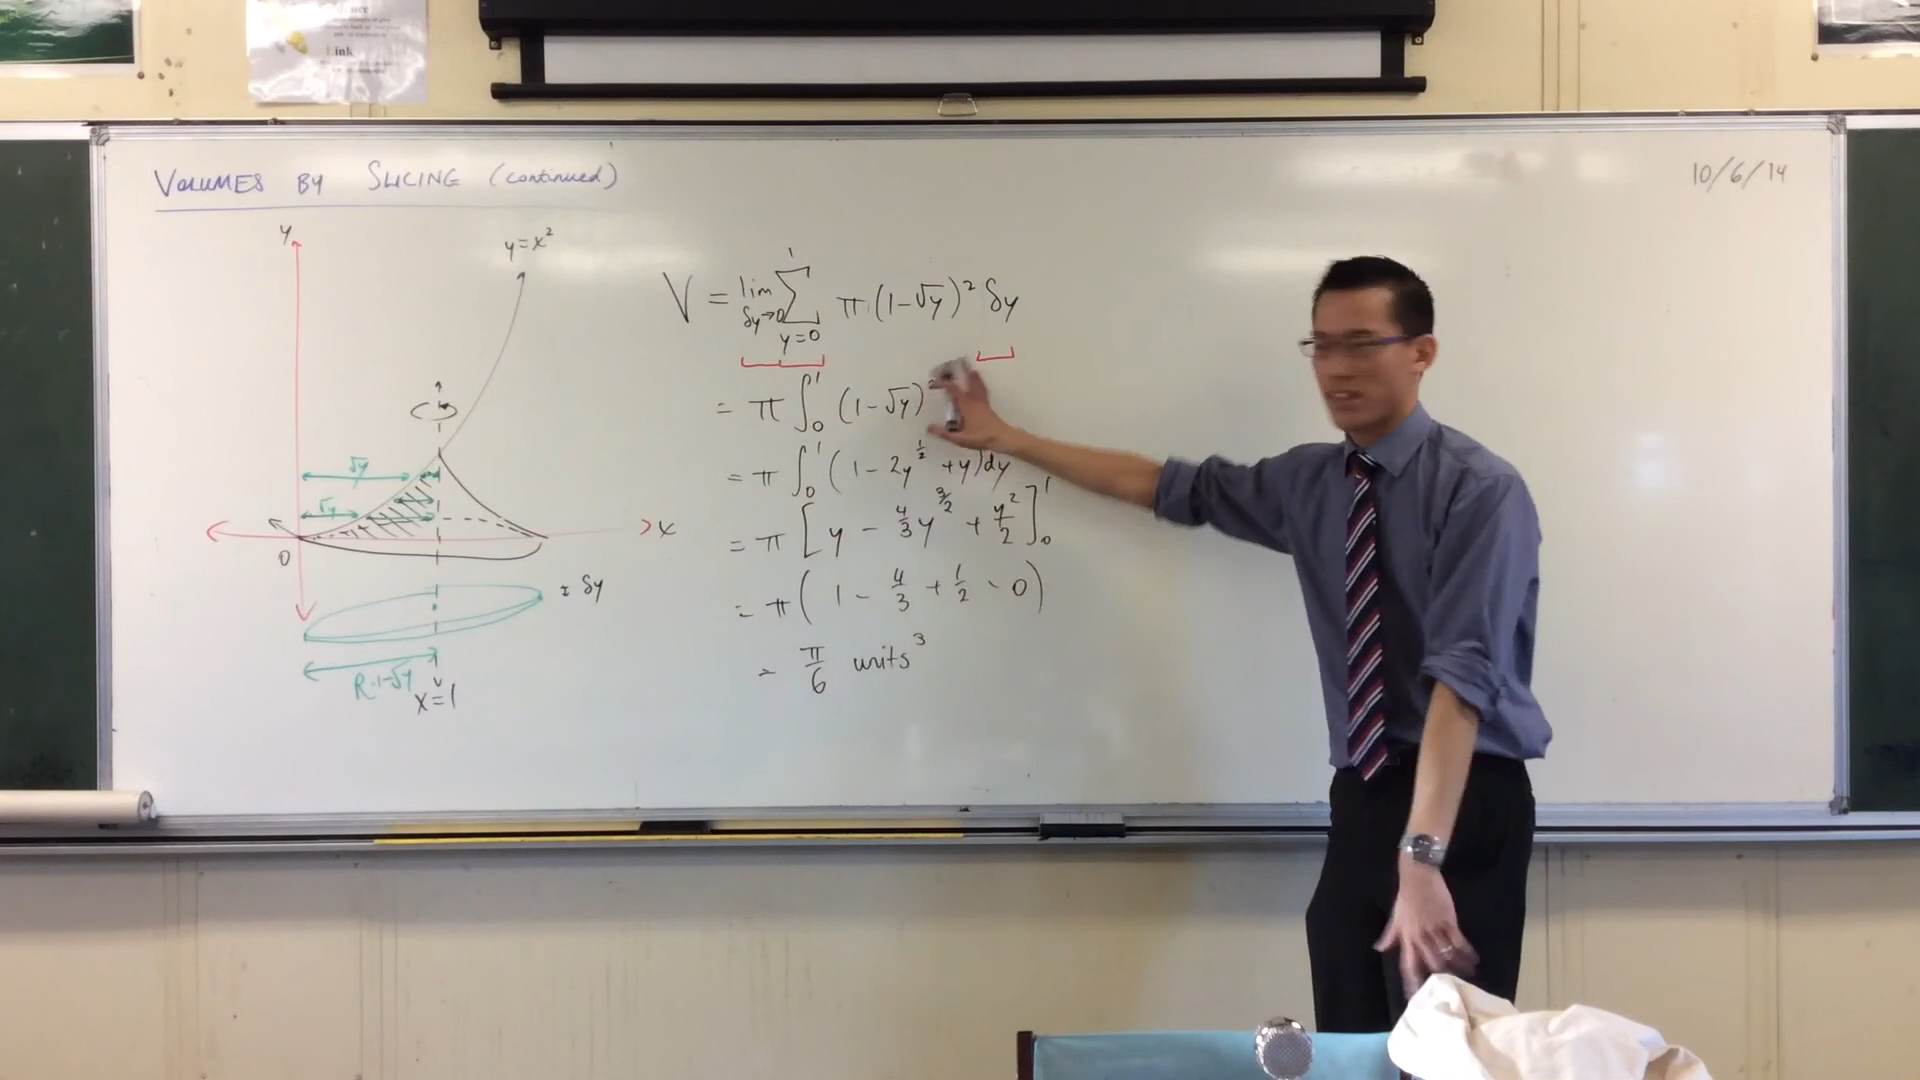 Link
VOLUMES BY SLICING (continued)
10/6/14
y
y = x²
√y
√y
x
0
± δy
R = 1-√y
x = 1
V = lim δy→0 ∑ y=0 1 π (1-√y)² δy
= π ∫₀¹ (1-√y)²
= π ∫₀¹ (1 - 2y^½ + y) dy
= π [y - 4/3 y^3/2 + y²/2]₀¹
= π (1 - 4/3 + 1/2 - 0)
= π/6 units³